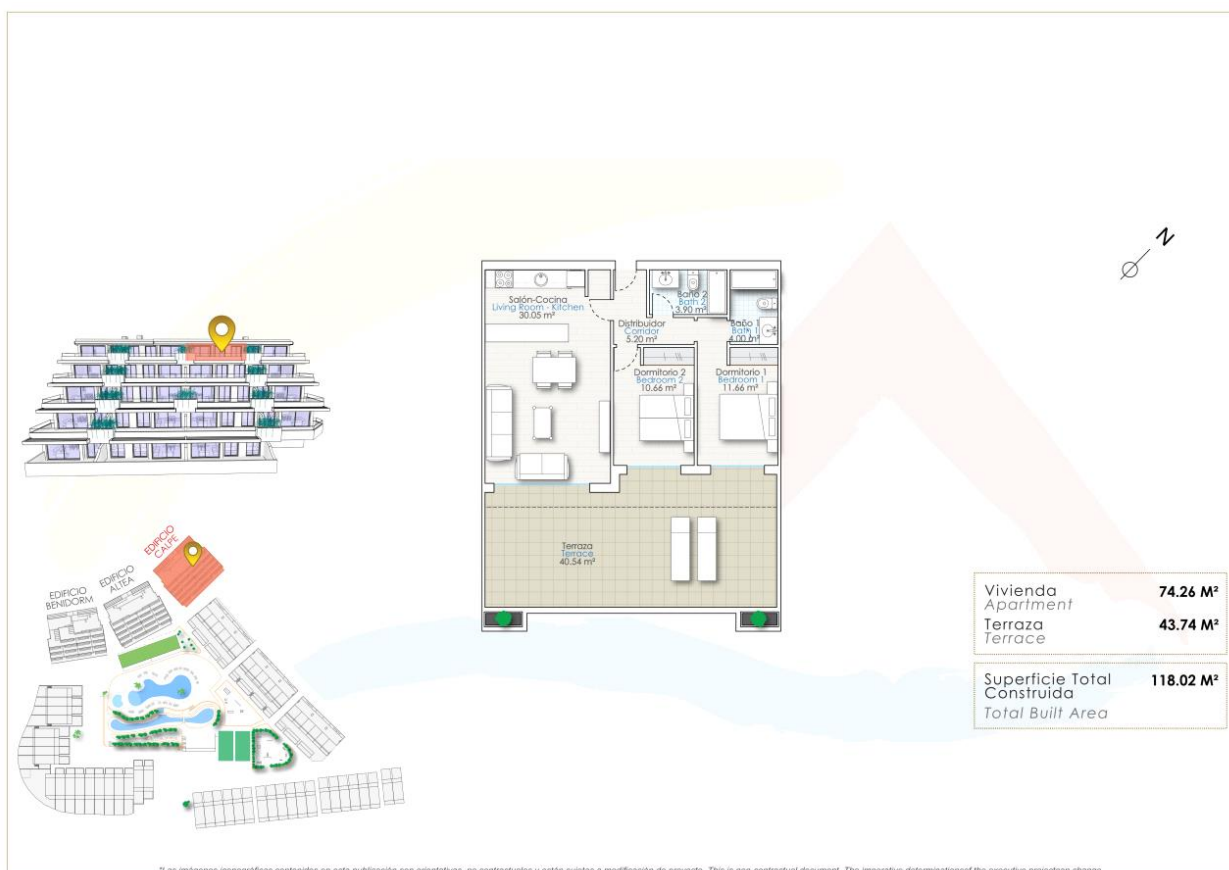 N
Salón-Cocina
Living Room - Kitchen
30.05 m²
Baño 2
Bath 2
3.90 m²
Distribuidor
Corridor
5.20 m²
Baño 1
Bath 1
4.00 m²
Dormitorio 2
Bedroom 2
10.66 m²
Dormitorio 1
Bedroom 1
11.66 m²
Terraza
Terrace
40.54 m²
EDIFICIO
CALPE
EDIFICIO
ALTEA
EDIFICIO
BENIDORM
Vivienda 74.26 M²
Apartment
Terraza 43.74 M²
Terrace
Superficie Total 118.02 M²
Construida
Total Built Area